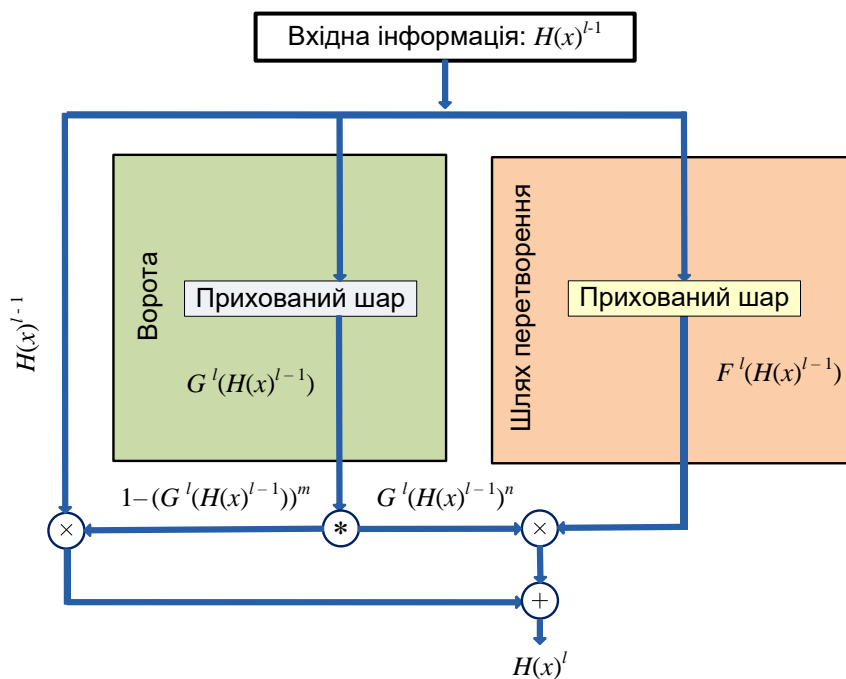 Вхідна інформація: H(x)^{l-1}
Ворота
Шлях перетворення
Прихований шар
Прихований шар
H(x)^{l - 1}
G^{l}(H(x)^{l - 1})
F^{l}(H(x)^{l - 1})
1– (G^{l}(H(x)^{l - 1}))^{m}
G^{l}(H(x)^{l - 1})^{n}
×
*
×
+
H(x)^{l}